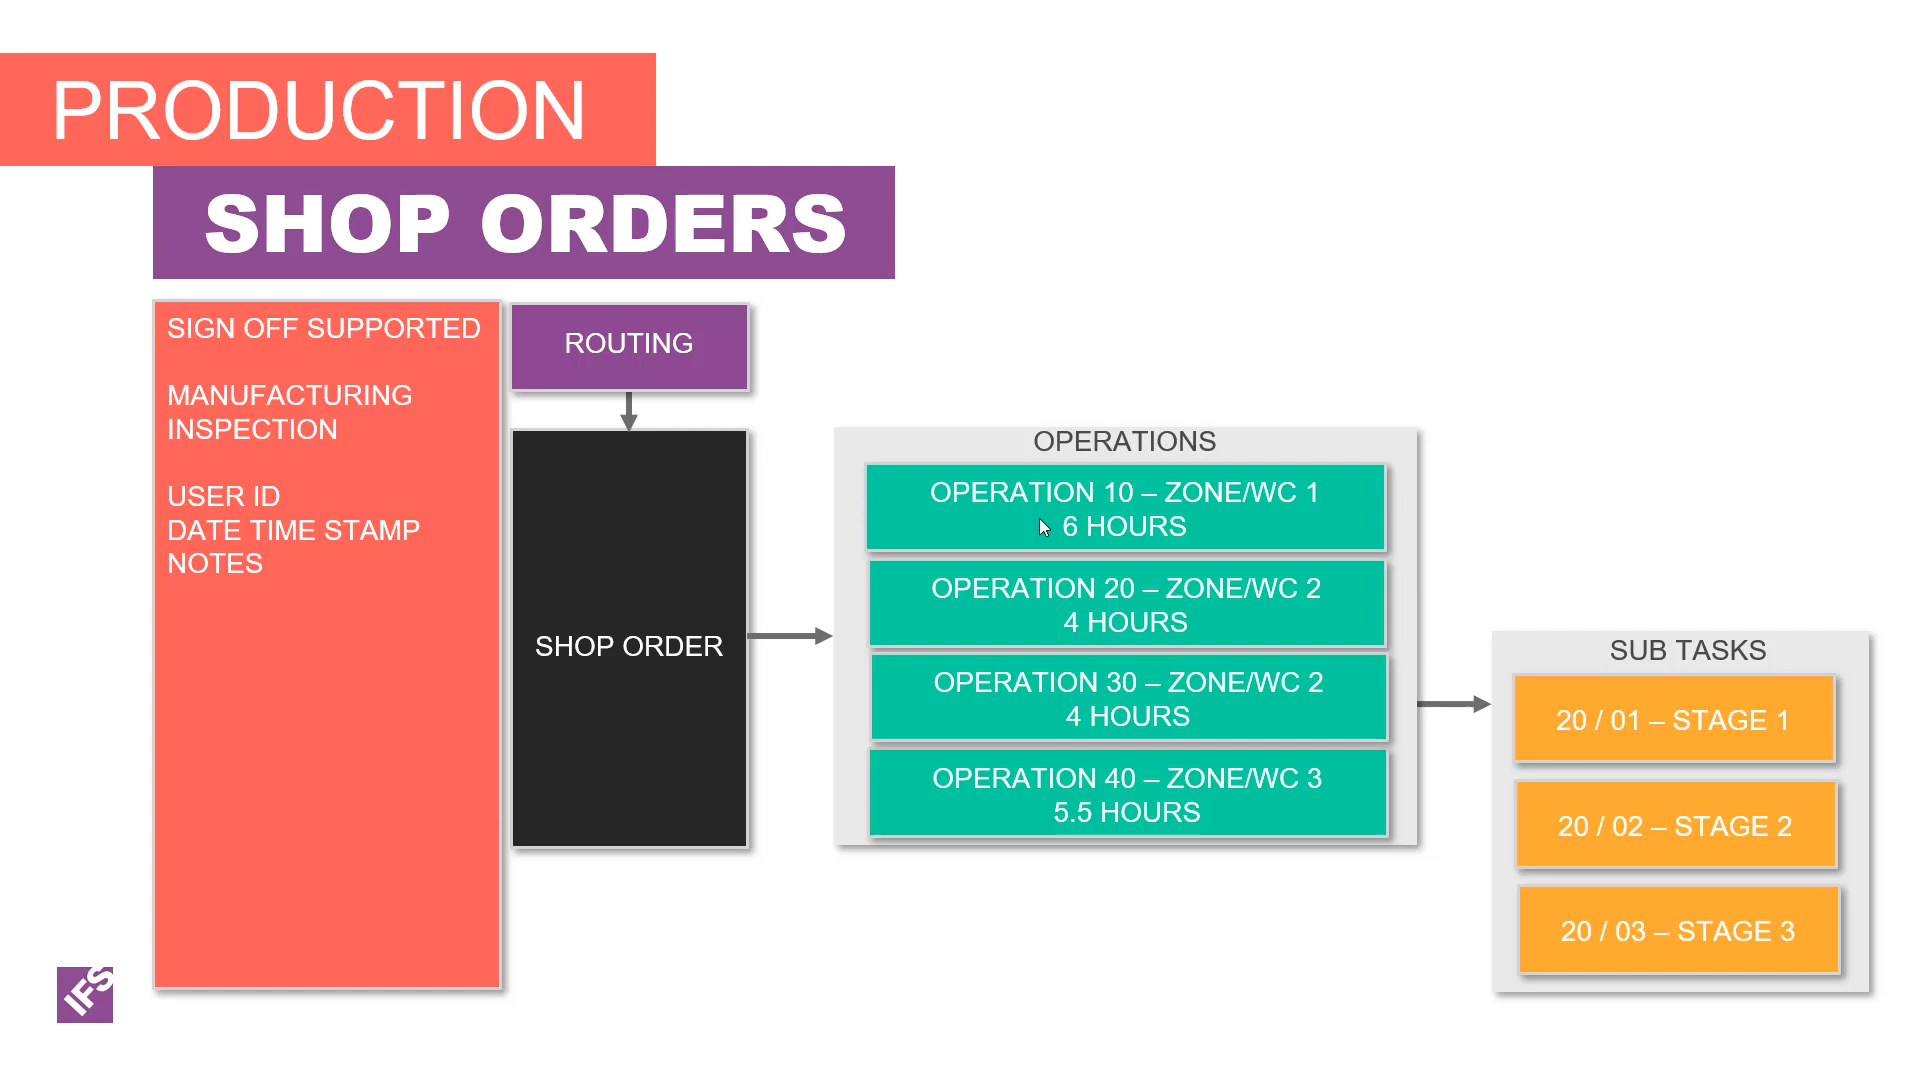 PRODUCTION
SHOP ORDERS
SIGN OFF SUPPORTED
MANUFACTURING
INSPECTION
USER ID
DATE TIME STAMP
NOTES
ROUTING
SHOP ORDER
OPERATIONS
OPERATION 10 – ZONE/WC 1
6 HOURS
OPERATION 20 – ZONE/WC 2
4 HOURS
OPERATION 30 – ZONE/WC 2
4 HOURS
OPERATION 40 – ZONE/WC 3
5.5 HOURS
SUB TASKS
20 / 01 – STAGE 1
20 / 02 – STAGE 2
20 / 03 – STAGE 3
IFS